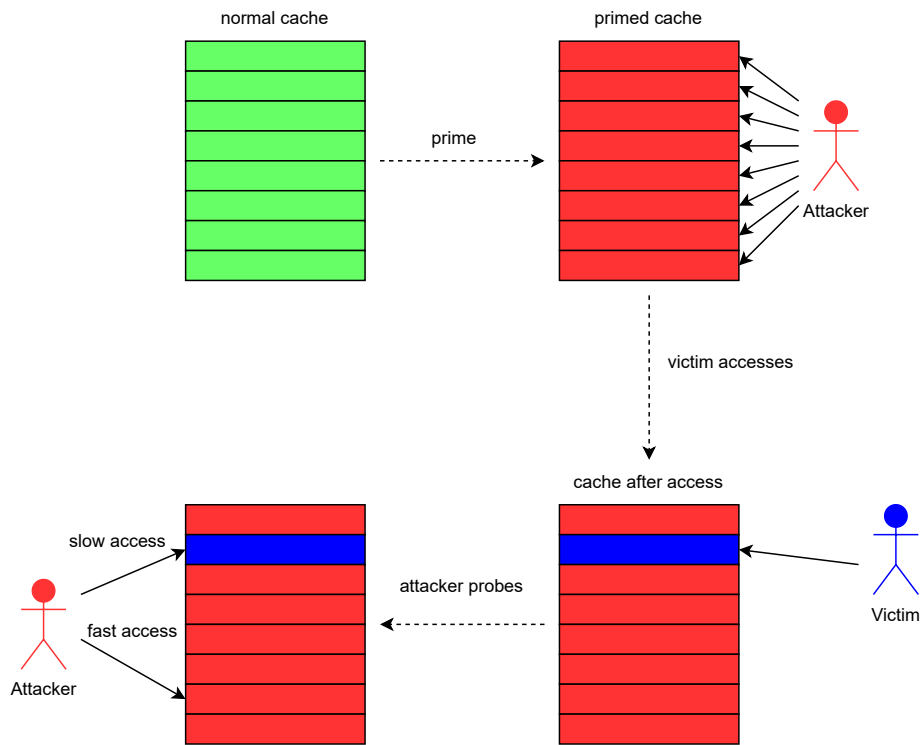 normal cache
primed cache
prime
Attacker
victim accesses
cache after access
slow access
attacker probes
fast access
Victim
Attacker